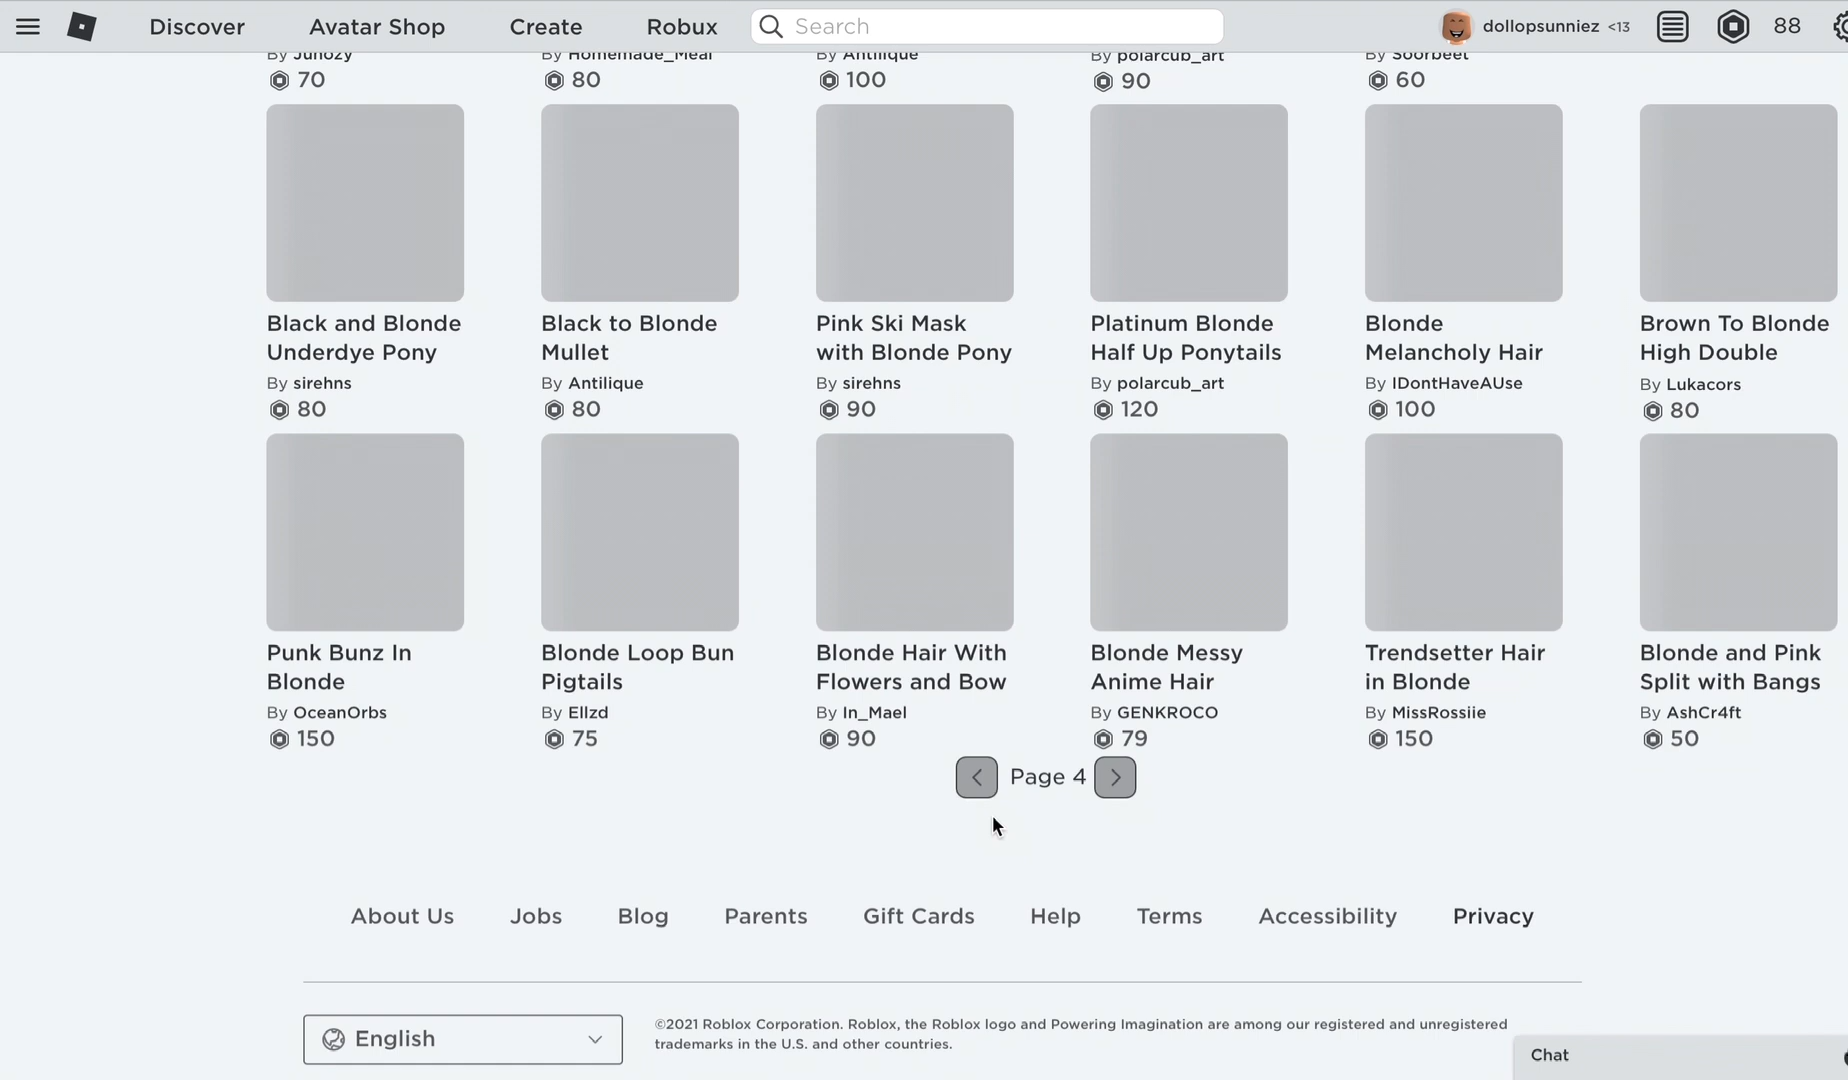 Discover Avatar Shop Create Robux Search dollopsunniez <13 88
By Junozy By Homemade_Meal By Antilique By polarcub_art By Soorbeet
70 80 100 90 60
Black and Blonde Black to Blonde Pink Ski Mask Platinum Blonde Blonde Brown To Blonde
Underdye Pony Mullet with Blonde Pony Half Up Ponytails Melancholy Hair High Double
By sirehns By Antilique By sirehns By polarcub_art By IDontHaveAUse By Lukacors
80 80 90 120 100 80
Punk Bunz In Blonde Loop Bun Blonde Hair With Blonde Messy Trendsetter Hair Blonde and Pink
Blonde Pigtails Flowers and Bow Anime Hair in Blonde Split with Bangs
By OceanOrbs By Ellzd By In_Mael By GENKROCO By MissRossiie By AshCr4ft
150 75 90 79 150 50
Page 4
About Us Jobs Blog Parents Gift Cards Help Terms Accessibility Privacy
English
©2021 Roblox Corporation. Roblox, the Roblox logo and Powering Imagination are among our registered and unregistered
trademarks in the U.S. and other countries.
Chat